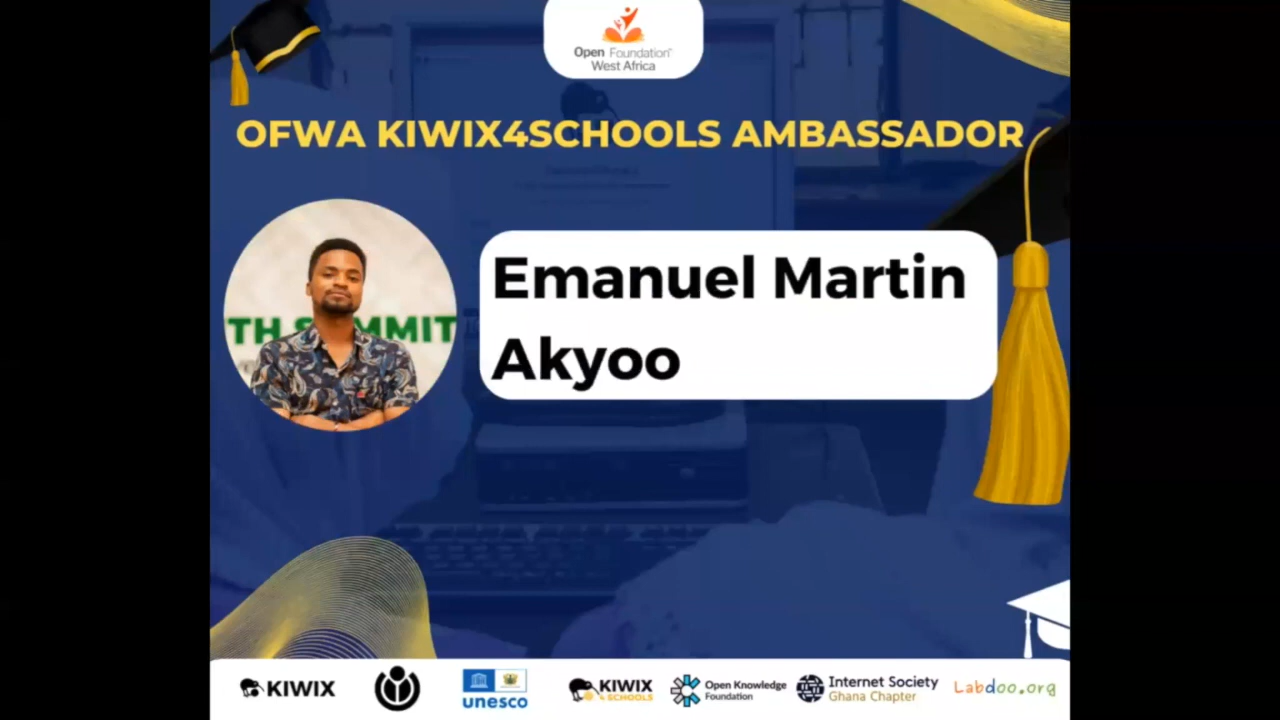 Open Foundation
West Africa
OFWA KIWIX4SCHOOLS AMBASSADOR
TH SUMMIT
Emanuel Martin
Akyoo
KIWIX
unesco
KIWIX
4 SCHOOLS
Open Knowledge
Foundation
Internet Society
Ghana Chapter
Labdoo.org